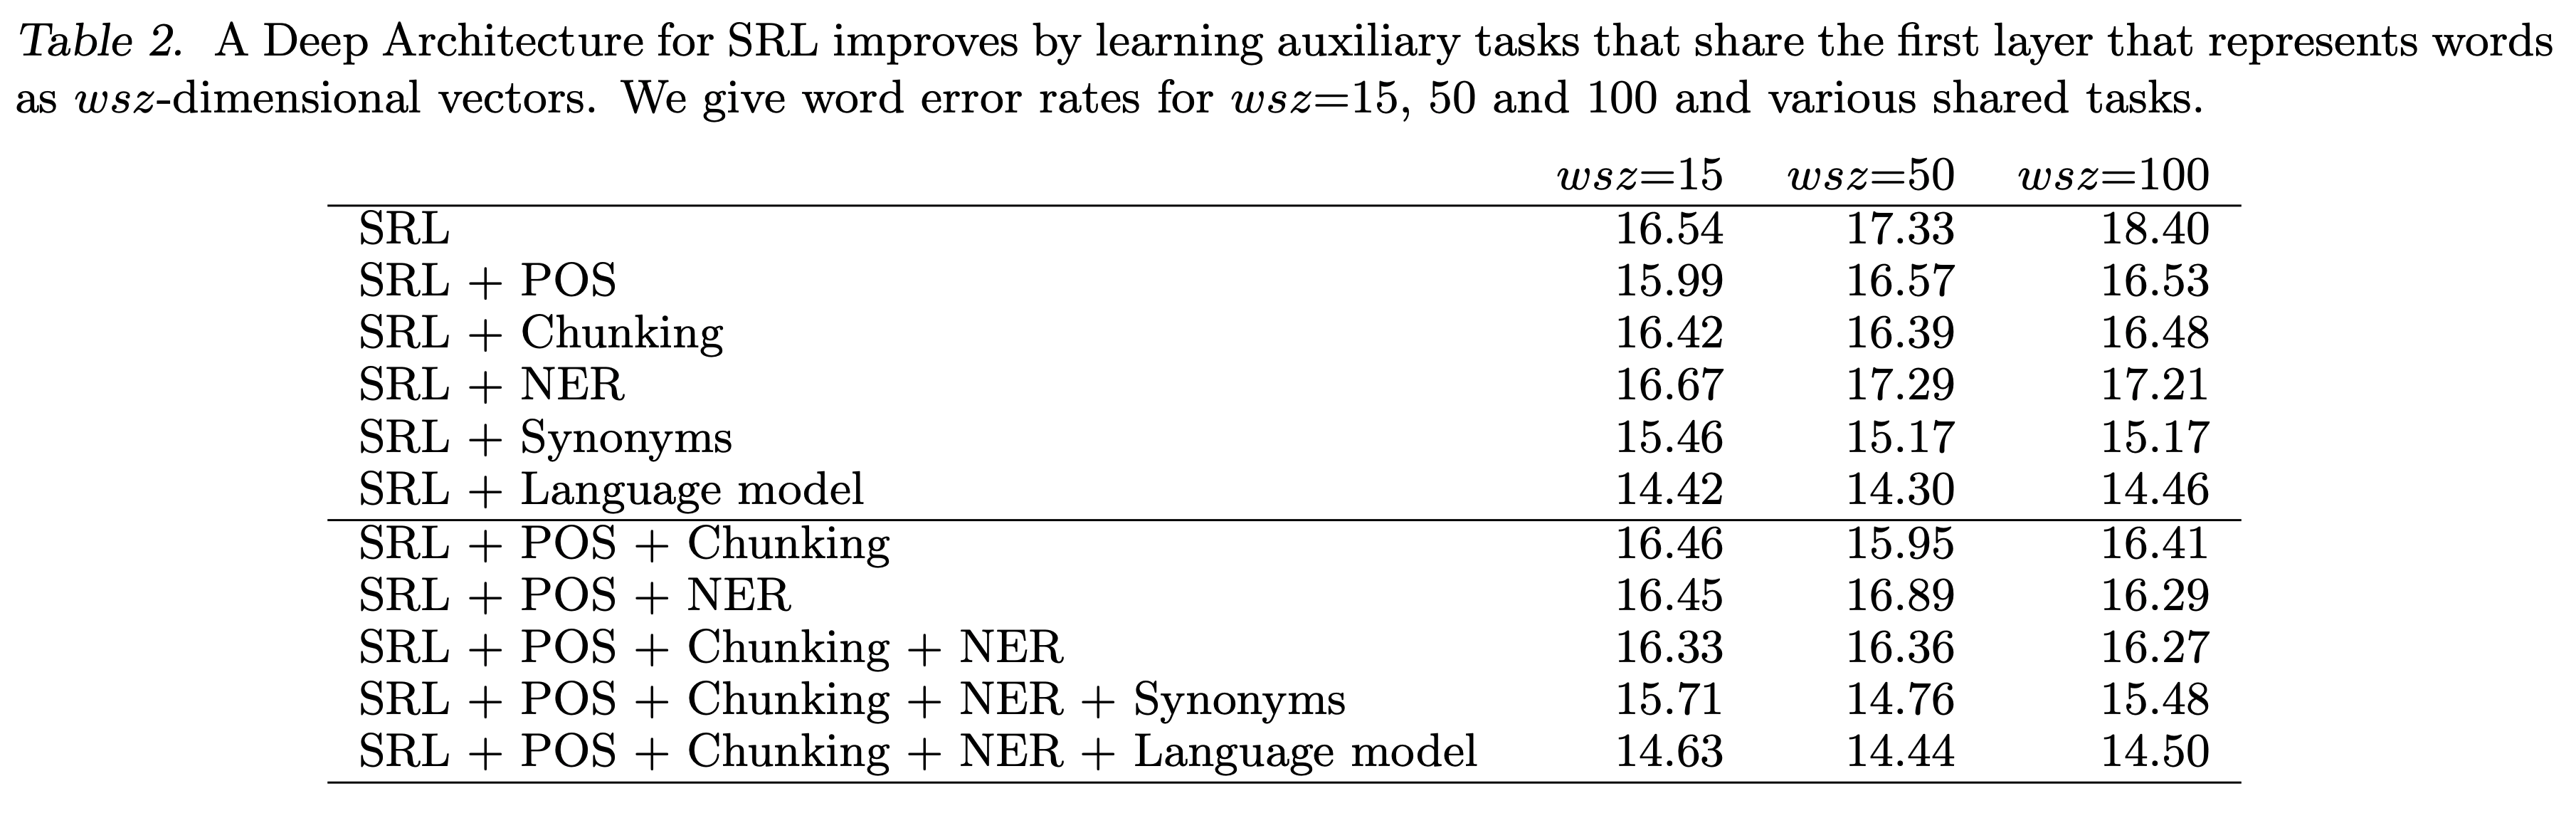 Table 2. A Deep Architecture for SRL improves by learning auxiliary tasks that share the first layer that represents words
as wsz-dimensional vectors. We give word error rates for wsz=15, 50 and 100 and various shared tasks.
wsz=15 wsz=50 wsz=100
SRL 16.54 17.33 18.40
SRL + POS 15.99 16.57 16.53
SRL + Chunking 16.42 16.39 16.48
SRL + NER 16.67 17.29 17.21
SRL + Synonyms 15.46 15.17 15.17
SRL + Language model 14.42 14.30 14.46
SRL + POS + Chunking 16.46 15.95 16.41
SRL + POS + NER 16.45 16.89 16.29
SRL + POS + Chunking + NER 16.33 16.36 16.27
SRL + POS + Chunking + NER + Synonyms 15.71 14.76 15.48
SRL + POS + Chunking + NER + Language model 14.63 14.44 14.50